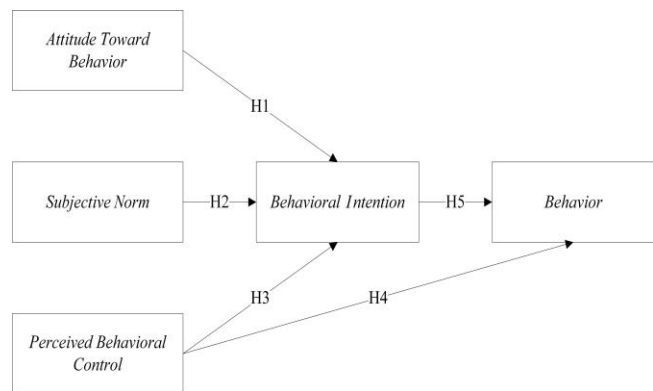 Attitude Toward
Behavior
H1
Subjective Norm
H2
Behavioral Intention
H5
Behavior
H3
H4
Perceived Behavioral
Control